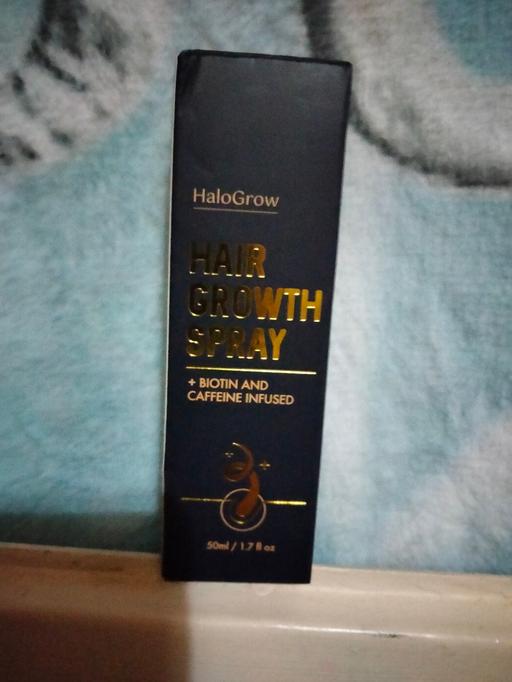 HaloGrow
HAIR
GROWTH
SPRAY
+ BIOTIN AND
CAFFEINE INFUSED
50ml / 1.7 fl oz